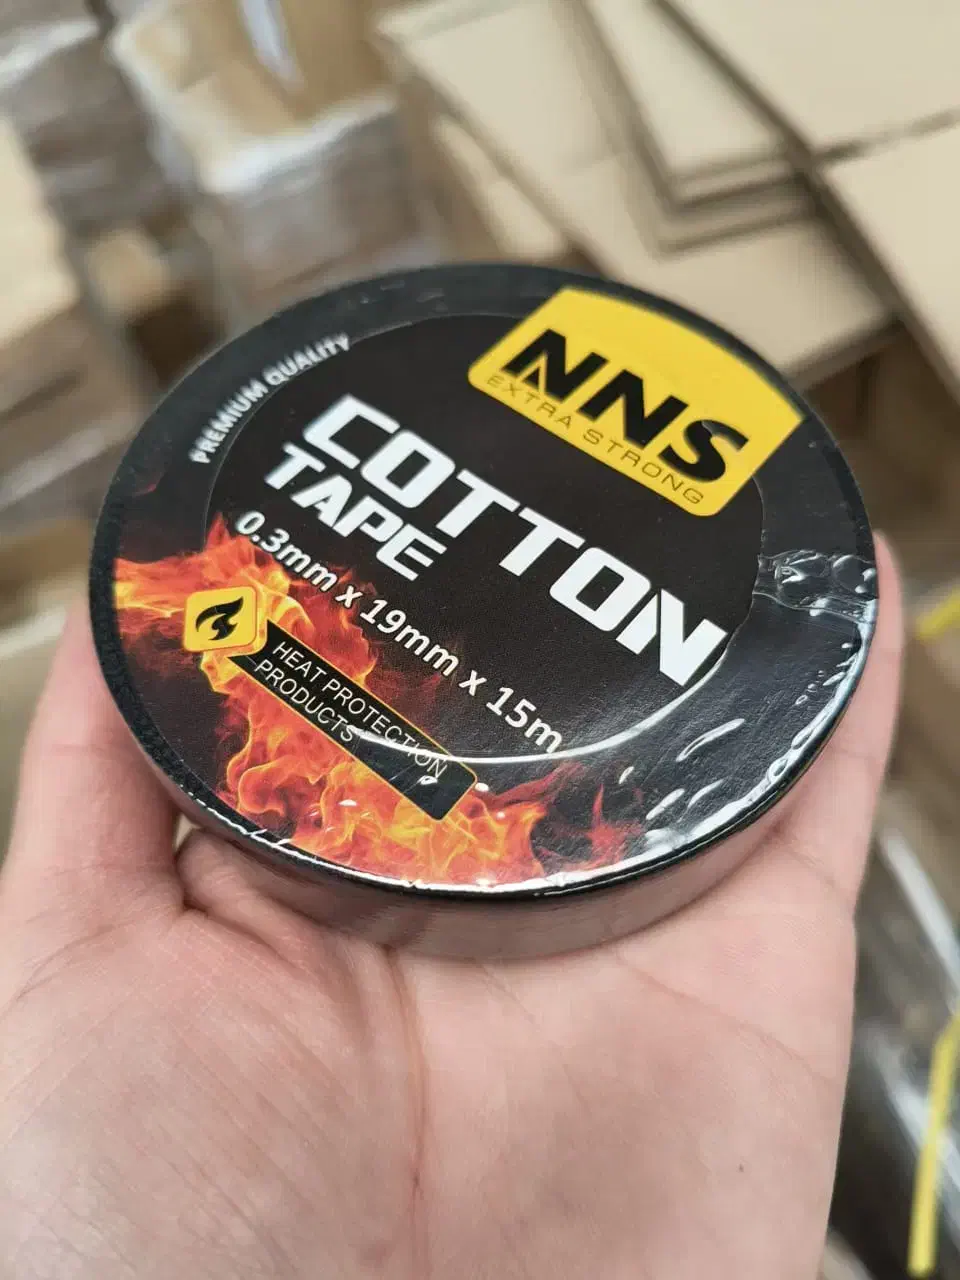 PREMIUM QUALITY
NNS
EXTRA STRONG
COTTON
TAPE
0.3mm x 19mm x 15m
HEAT PROTECTION
PRODUCTS